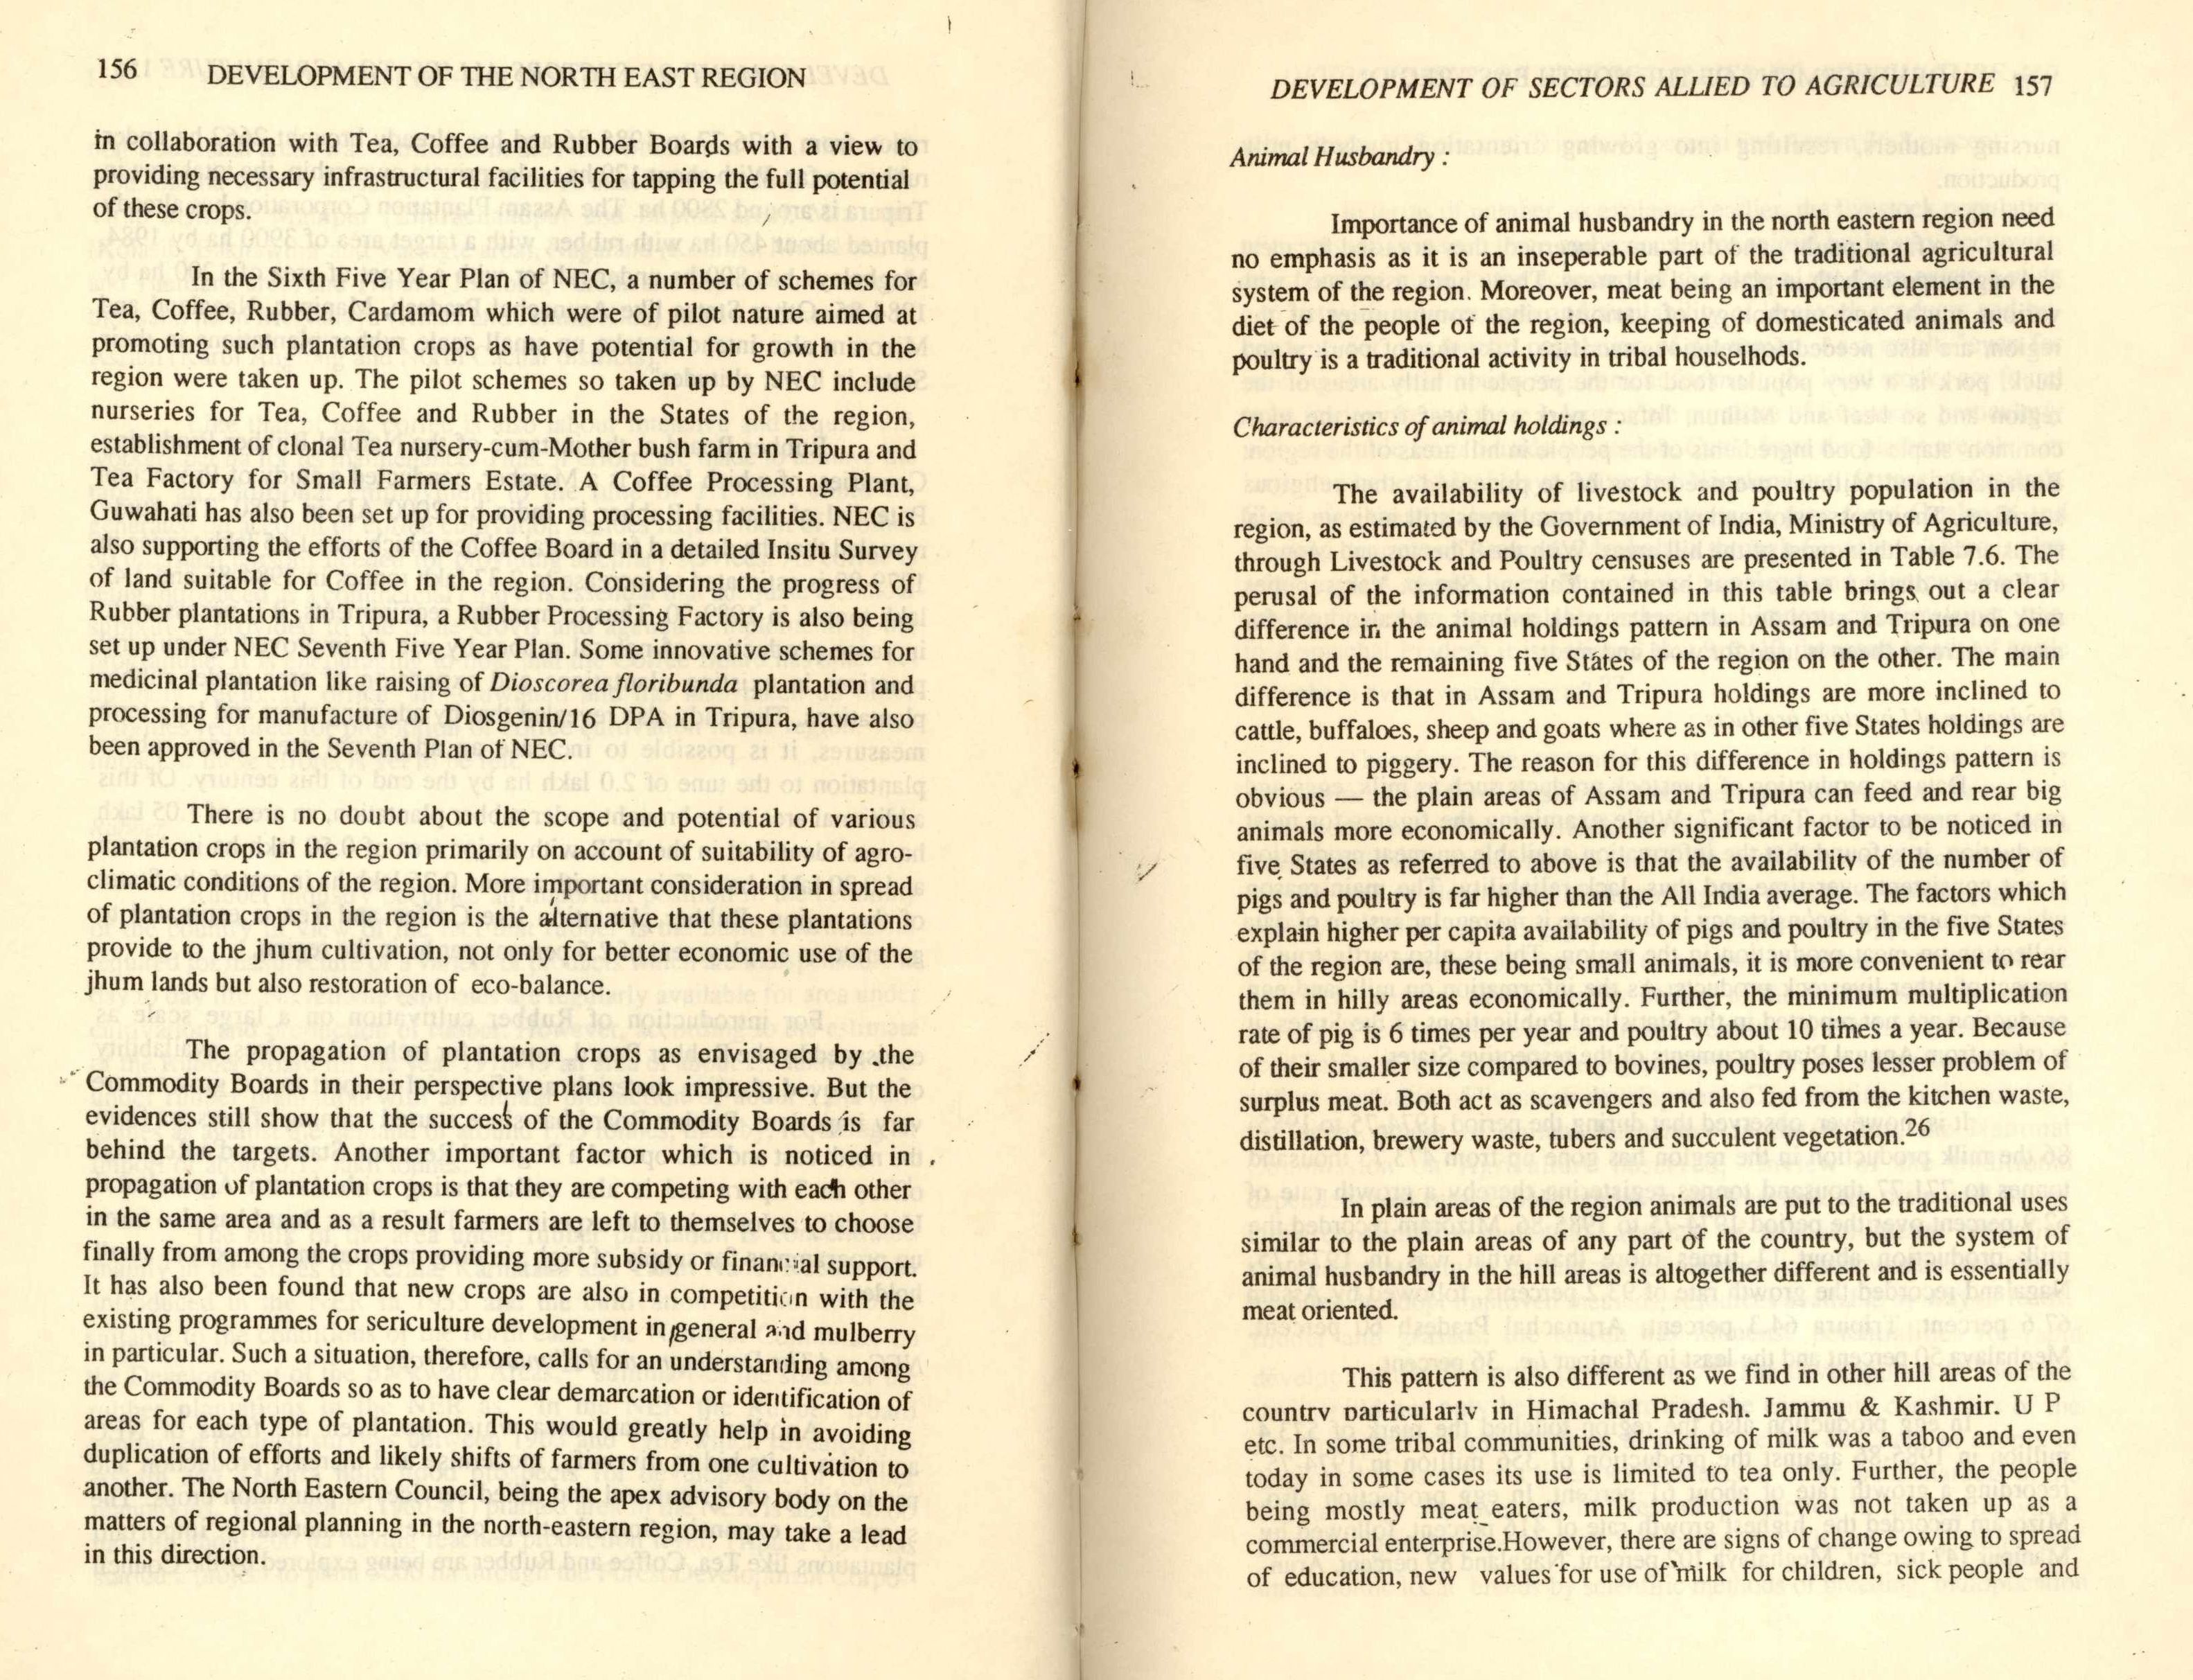 156 DEVELOPMENT OF THE NORTH EAST REGION
in collaboration with Tea, Coffee and Rubber Boards with a view to
providing necessary infrastructural facilities for tapping the full potential
of these crops.
In the Sixth Five Year Plan of NEC, a number of schemes for
Tea, Coffee, Rubber, Cardamom which were of pilot nature aimed at
promoting such plantation crops as have potential for growth in the
region were taken up. The pilot schemes so taken up by NEC include
nurseries for Tea, Coffee and Rubber in the States of the region,
establishment of clonal Tea nursery-cum-Mother bush farm in Tripura and
Tea Factory for Small Farmers Estate. A Coffee Processing Plant,
Guwahati has also been set up for providing processing facilities. NEC is
also supporting the efforts of the Coffee Board in a detailed Insitu Survey
of land suitable for Coffee in the region. Considering the progress of
Rubber plantations in Tripura, a Rubber Processing Factory is also being
set up under NEC Seventh Five Year Plan. Some innovative schemes for
medicinal plantation like raising of Dioscorea floribunda plantation and
processing for manufacture of Diosgenin/16 DPA in Tripura, have also
been approved in the Seventh Plan of NEC.
There is no doubt about the scope and potential of various
plantation crops in the region primarily on account of suitability of agro-
climatic conditions of the region. More important consideration in spread
of plantation crops in the region is the alternative that these plantations
provide to the jhum cultivation, not only for better economic use of the
jhum lands but also restoration of eco-balance.
The propagation of plantation crops as envisaged by the
Commodity Boards in their perspective plans look impressive. But the
evidences still show that the success of the Commodity Boards is far
behind the targets. Another important factor which is noticed in
propagation of plantation crops is that they are competing with each other
in the same area and as a result farmers are left to themselves to choose
finally from among the crops providing more subsidy or financial support.
It has also been found that new crops are also in competition with the
existing programmes for sericulture development in general and mulberry
in particular. Such a situation, therefore, calls for an understanding among
the Commodity Boards so as to have clear demarcation or identification of
areas for each type of plantation. This would greatly help in avoiding
duplication of efforts and likely shifts of farmers from one cultivation to
another. The North Eastern Council, being the apex advisory body on the
matters of regional planning in the north-eastern region, may take a lead
in this direction.
DEVELOPMENT OF SECTORS ALLIED TO AGRICULTURE 157
Animal Husbandry :
Importance of animal husbandry in the north eastern region need
no emphasis as it is an inseperable part of the traditional agricultural
system of the region. Moreover, meat being an important element in the
diet of the people of the region, keeping of domesticated animals and
poultry is a traditional activity in tribal houselhods.
Characteristics of animal holdings :
The availability of livestock and poultry population in the
region, as estimated by the Government of India, Ministry of Agriculture,
through Livestock and Poultry censuses are presented in Table 7.6. The
perusal of the information contained in this table brings out a clear
difference in the animal holdings pattern in Assam and Tripura on one
hand and the remaining five States of the region on the other. The main
difference is that in Assam and Tripura holdings are more inclined to
cattle, buffaloes, sheep and goats where as in other five States holdings are
inclined to piggery. The reason for this difference in holdings pattern is
obvious — the plain areas of Assam and Tripura can feed and rear big
animals more economically. Another significant factor to be noticed in
five States as referred to above is that the availability of the number of
pigs and poultry is far higher than the All India average. The factors which
explain higher per capita availability of pigs and poultry in the five States
of the region are, these being small animals, it is more convenient to rear
them in hilly areas economically. Further, the minimum multiplication
rate of pig is 6 times per year and poultry about 10 times a year. Because
of their smaller size compared to bovines, poultry poses lesser problem of
surplus meat. Both act as scavengers and also fed from the kitchen waste,
distillation, brewery waste, tubers and succulent vegetation.26
In plain areas of the region animals are put to the traditional uses
similar to the plain areas of any part of the country, but the system of
animal husbandry in the hill areas is altogether different and is essentially
meat oriented.
This pattern is also different as we find in other hill areas of the
country particularly in Himachal Pradesh. Jammu & Kashmir. U P
etc. In some tribal communities, drinking of milk was a taboo and even
today in some cases its use is limited to tea only. Further, the people
being mostly meat eaters, milk production was not taken up as a
commercial enterprise.However, there are signs of change owing to spread
of education, new values for use of milk for children, sick people and